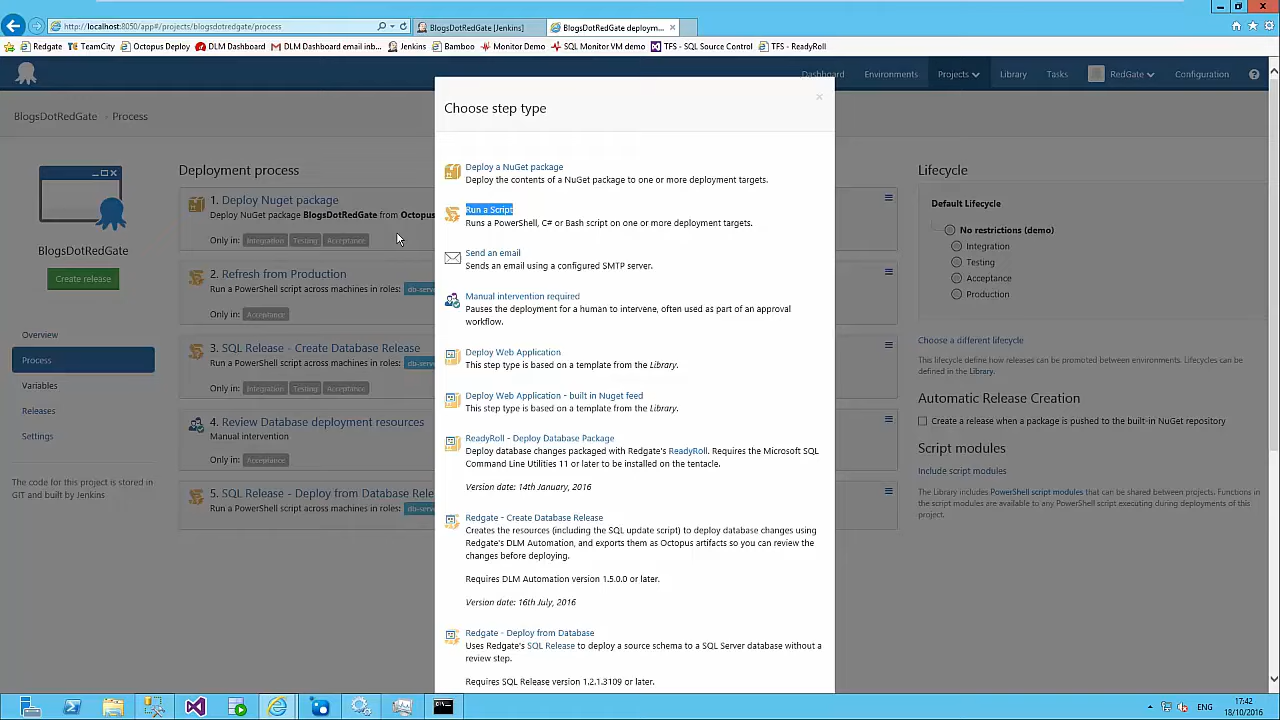 http://localhost:8050/app#/projects/blogsdotredgate/process
BlogsDotRedGate [Jenkins]
BlogsDotRedGate deploym...
Redgate
TeamCity
Octopus Deploy
DLM Dashboard
DLM Dashboard email inb...
Jenkins
Bamboo
Monitor Demo
SQL Monitor VM demo
TFS - SQL Source Control
TFS - ReadyRoll
Dashboard
Environments
Projects
Library
Tasks
RedGate
Configuration
BlogsDotRedGate › Process
BlogsDotRedGate
Create release
Overview
Process
Variables
Releases
Settings
The code for this project is stored in
GIT and built by Jenkins
Deployment process
1. Deploy Nuget package
Deploy NuGet package BlogsDotRedGate from Octopus
Only in: Integration Testing Acceptance
2. Refresh from Production
Run a PowerShell script across machines in roles: db-serv
Only in: Acceptance
3. SQL Release - Create Database Release
Run a PowerShell script across machines in roles: db-serv
Only in: Integration Testing Acceptance
4. Review Database deployment resources
Manual intervention
Only in: Acceptance
5. SQL Release - Deploy from Database Rele
Run a PowerShell script across machines in roles: db-serv
Choose step type
×
Deploy a NuGet package
Deploy the contents of a NuGet package to one or more deployment targets.
Run a Script
Runs a PowerShell, C# or Bash script on one or more deployment targets.
Send an email
Sends an email using a configured SMTP server.
Manual intervention required
Pauses the deployment for a human to intervene, often used as part of an approval
workflow.
Deploy Web Application
This step type is based on a template from the Library.
Deploy Web Application - built in Nuget feed
This step type is based on a template from the Library.
ReadyRoll - Deploy Database Package
Deploy database changes packaged with Redgate's ReadyRoll. Requires the Microsoft SQL
Command Line Utilities 11 or later to be installed on the tentacle.
Version date: 14th January, 2016
Redgate - Create Database Release
Creates the resources (including the SQL update script) to deploy database changes using
Redgate's DLM Automation, and exports them as Octopus artifacts so you can review the
changes before deploying.
Requires DLM Automation version 1.5.0.0 or later.
Version date: 16th July, 2016
Redgate - Deploy from Database
Uses Redgate's SQL Release to deploy a source schema to a SQL Server database without a
review step.
Requires SQL Release version 1.2.1.3109 or later.
Lifecycle
Default Lifecycle
No restrictions (demo)
Integration
Testing
Acceptance
Production
Choose a different lifecycle
This lifecycle define how releases can be promoted between environments. Lifecycles can be
defined in the Library.
Automatic Release Creation
Create a release when a package is pushed to the built-in NuGet repository
Script modules
Include script modules
The Library includes PowerShell script modules that can be shared between projects. Functions in
the script modules are available to any PowerShell script executing during deployments of this
project.
ENG
17:42
18/10/2016